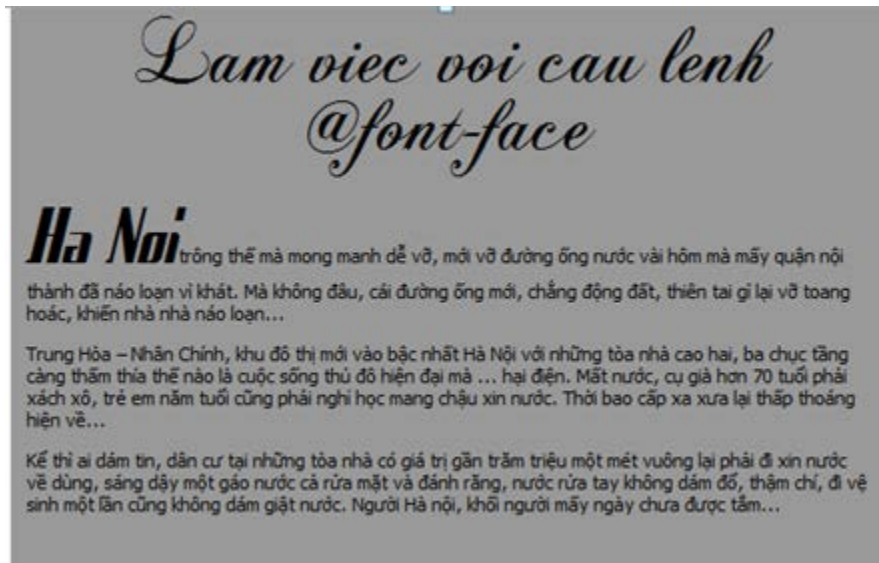 Lam viec voi cau lenh
@font-face
Ha Noi trông thế mà mong manh dễ vỡ, mới vỡ đường ống nước vài hôm mà mấy quận nội
thành đã náo loạn vì khát. Mà không đâu, cái đường ống mới, chẳng động đất, thiên tai gì lại vỡ toang
hoác, khiến nhà nhà náo loạn...
Trung Hòa – Nhân Chính, khu đô thị mới vào bậc nhất Hà Nội với những tòa nhà cao hai, ba chục tầng
càng thấm thía thế nào là cuộc sống thủ đô hiện đại mà ... hại điện. Mất nước, cụ già hơn 70 tuổi phải
xách xô, trẻ em năm tuổi cũng phải nghỉ học mang chậu xin nước. Thời bao cấp xa xưa lại thấp thoáng
hiện về...
Kể thì ai dám tin, dân cư tại những tòa nhà có giá trị gần trăm triệu một mét vuông lại phải đi xin nước
về dùng, sáng dậy một gáo nước cả rửa mặt và đánh răng, nước rửa tay không dám đổ, thậm chí, đi vệ
sinh một lần cũng không dám giật nước. Người Hà nội, khối người mấy ngày chưa được tắm...